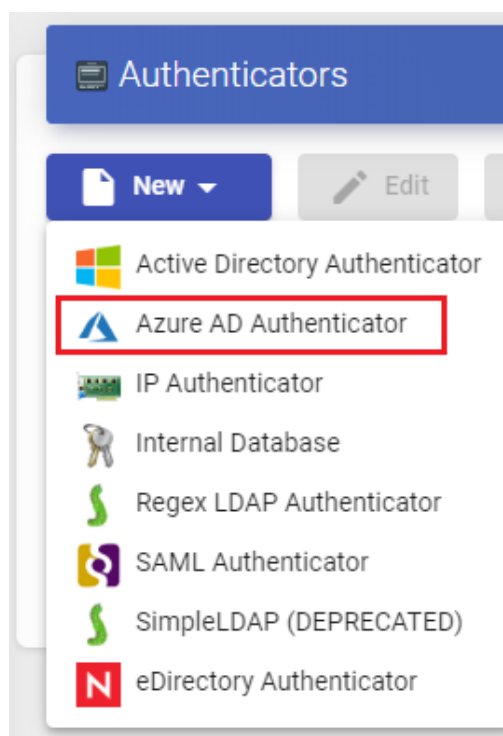 Authenticators
New
Edit
Active Directory Authenticator
Azure AD Authenticator
IP Authenticator
Internal Database
Regex LDAP Authenticator
SAML Authenticator
SimpleLDAP (DEPRECATED)
N eDirectory Authenticator